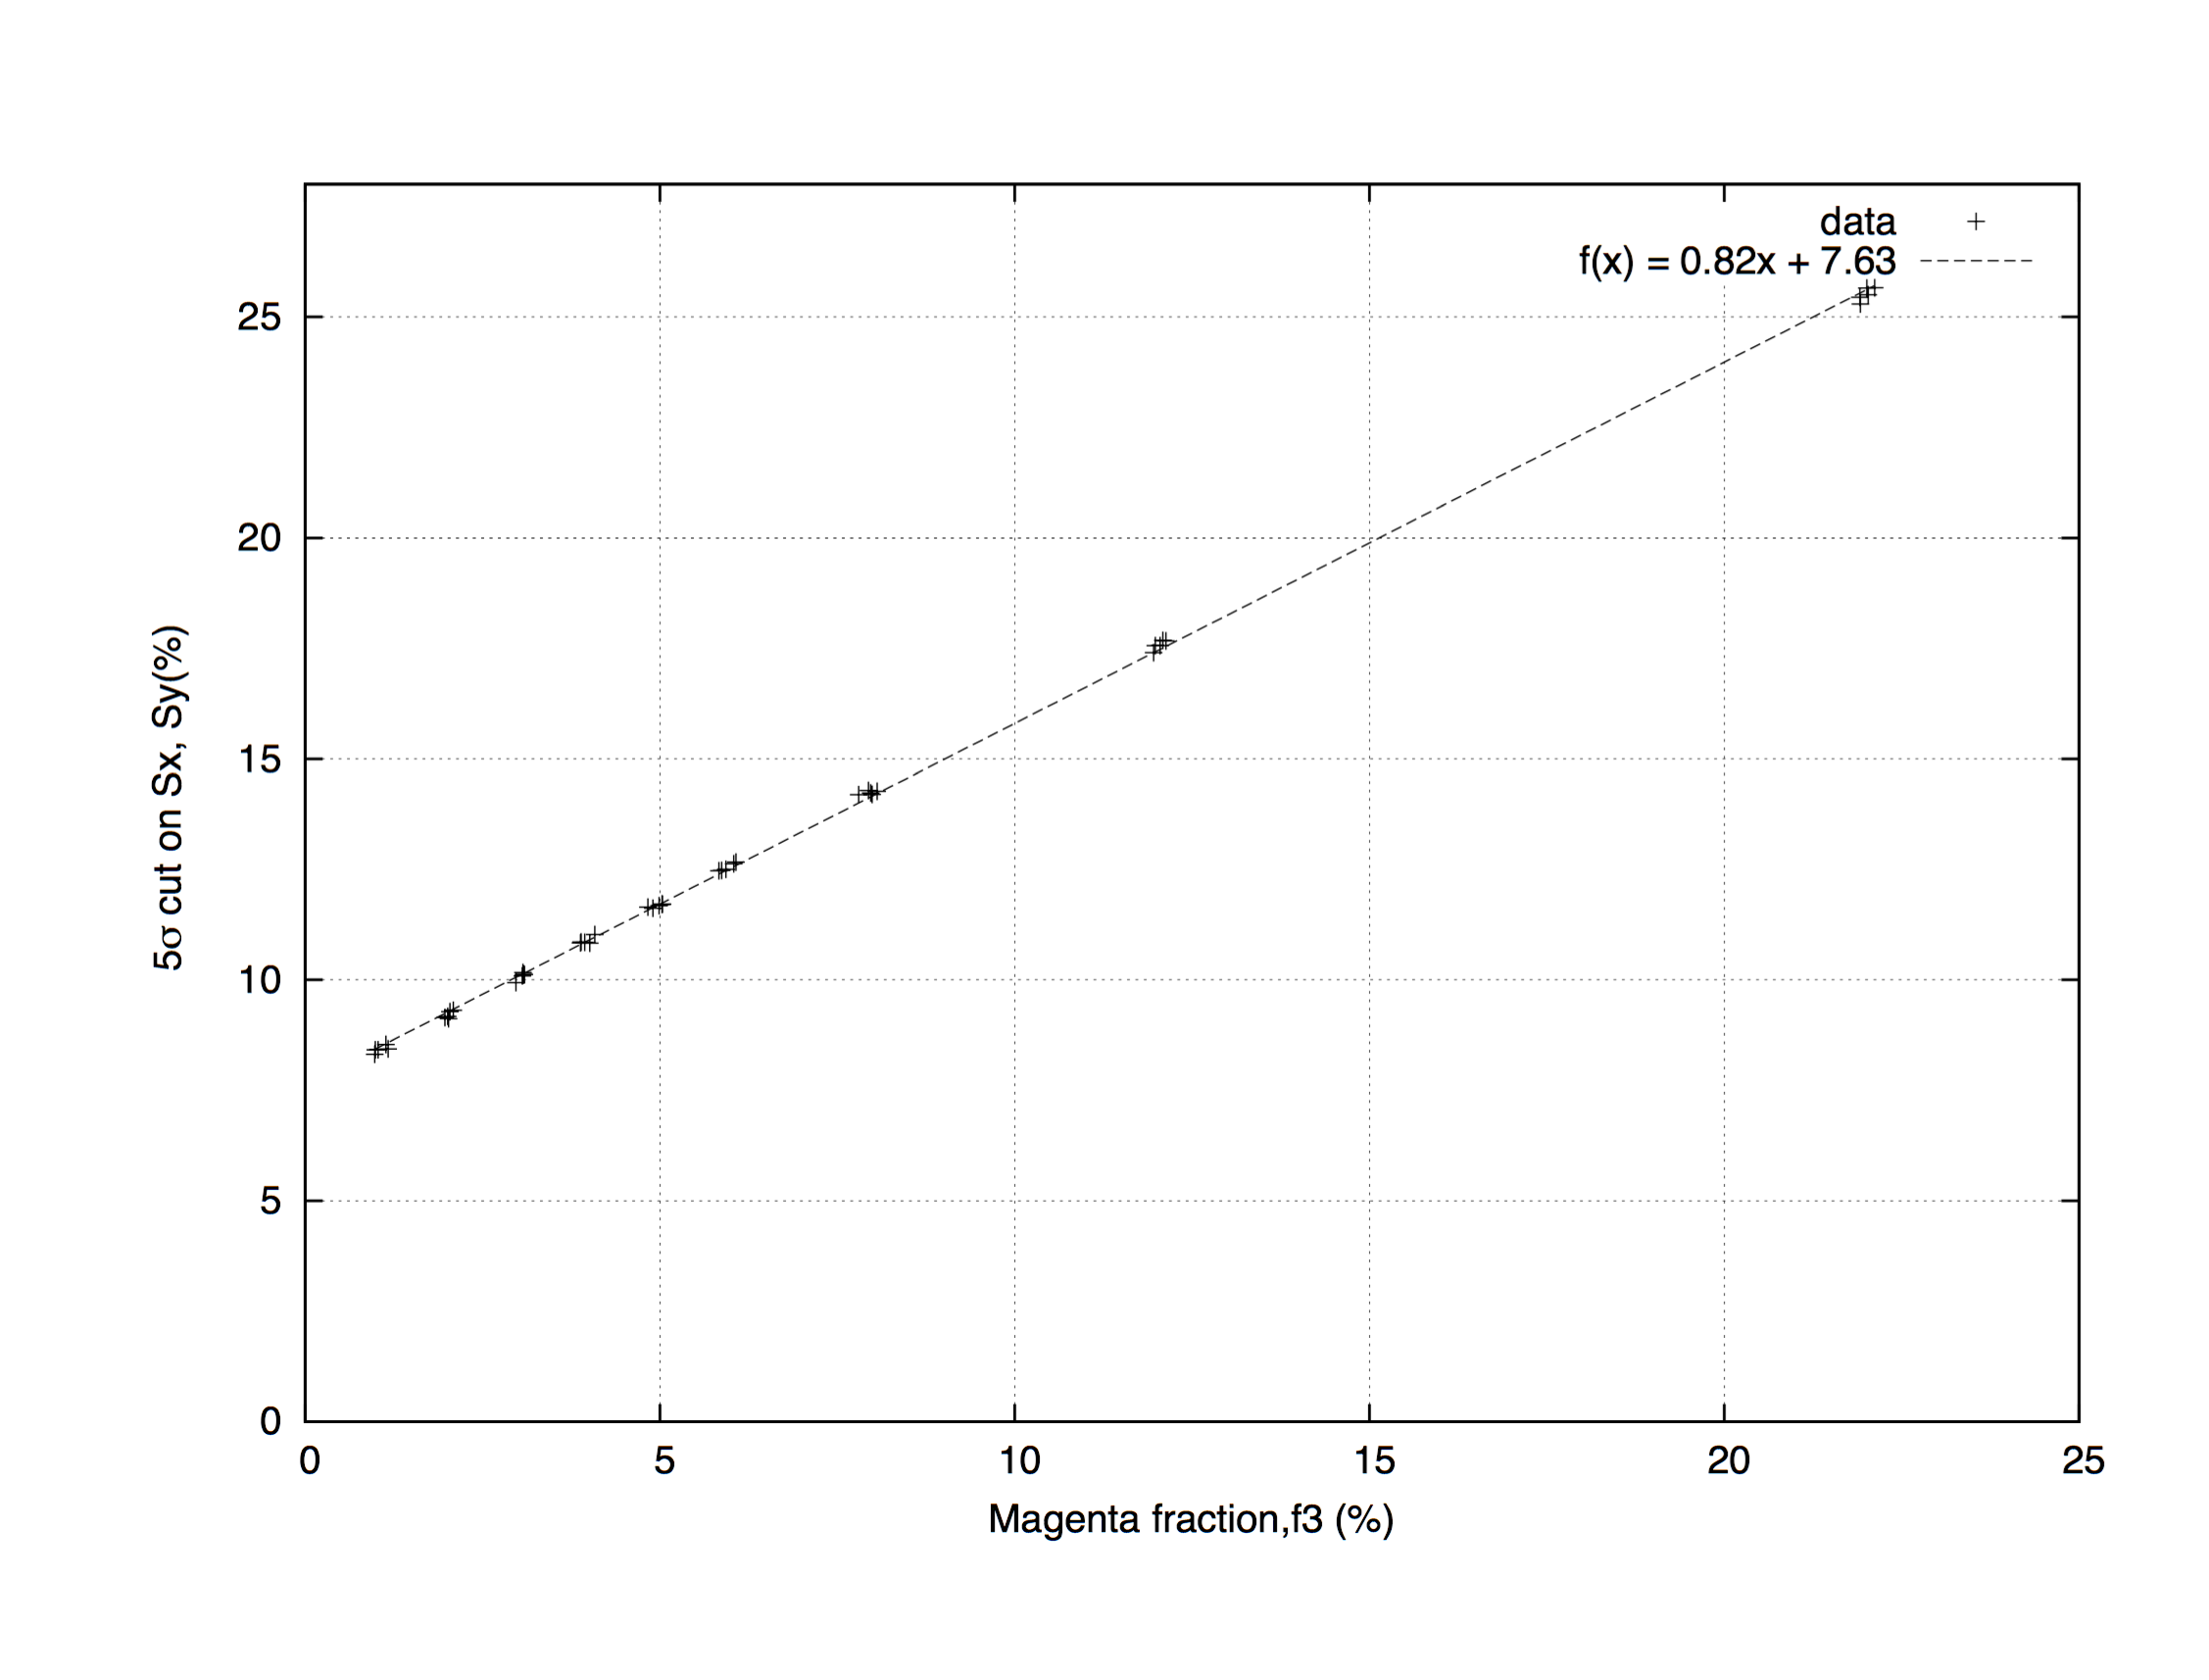 data
f(x) = 0.82x + 7.63
25
20
15
10
5
0
5σ cut on Sx, Sy(%)
0 5 10 15 20 25
Magenta fraction,f3 (%)